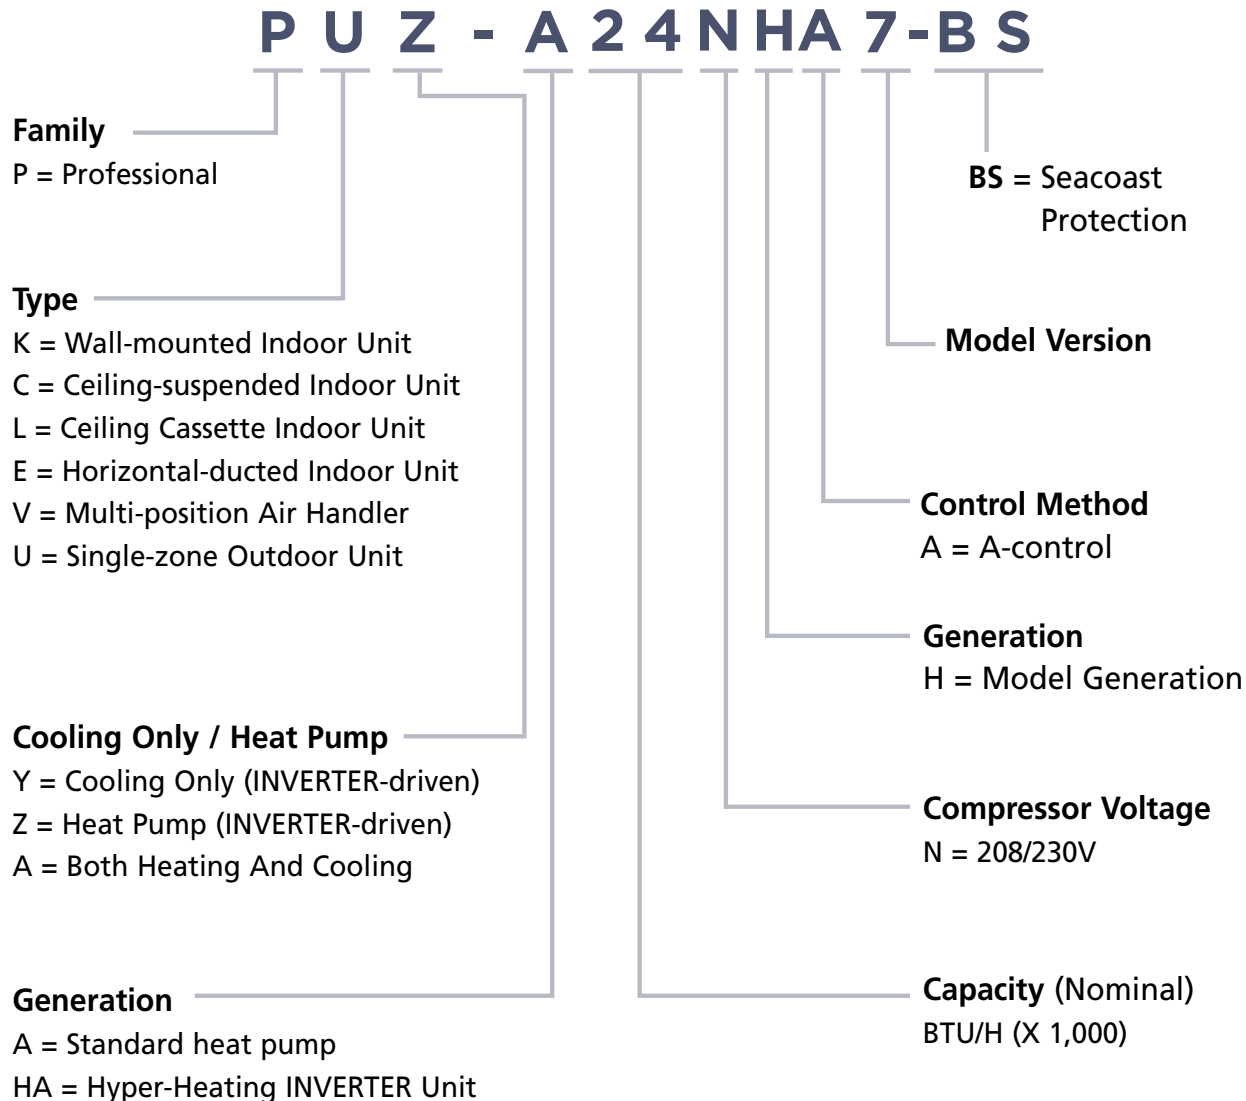 PUZ-A24NHA7-BS
Family
P = Professional
Type
K = Wall-mounted Indoor Unit
C = Ceiling-suspended Indoor Unit
L = Ceiling Cassette Indoor Unit
E = Horizontal-ducted Indoor Unit
V = Multi-position Air Handler
U = Single-zone Outdoor Unit
Cooling Only / Heat Pump
Y = Cooling Only (INVERTER-driven)
Z = Heat Pump (INVERTER-driven)
A = Both Heating And Cooling
Generation
A = Standard heat pump
HA = Hyper-Heating INVERTER Unit
BS = Seacoast
Protection
Model Version
Control Method
A = A-control
Generation
H = Model Generation
Compressor Voltage
N = 208/230V
Capacity (Nominal)
BTU/H (X 1,000)